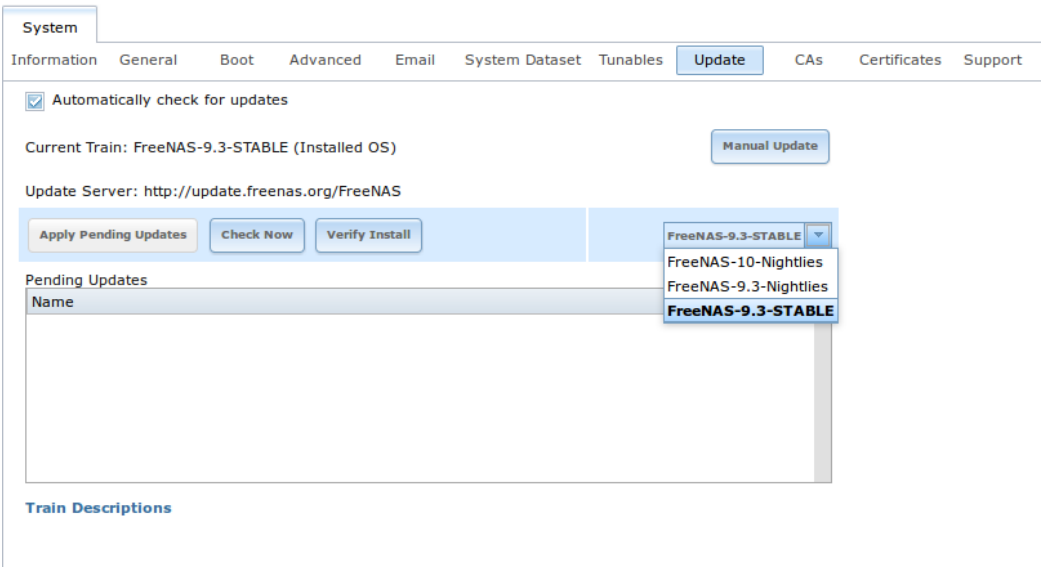 System
Information General Boot Advanced Email System Dataset Tunables Update CAs Certificates Support
Automatically check for updates
Current Train: FreeNAS-9.3-STABLE (Installed OS)
Manual Update
Update Server: http://update.freenas.org/FreeNAS
Apply Pending Updates Check Now Verify Install FreeNAS-9.3-STABLE
FreeNAS-10-Nightlies
FreeNAS-9.3-Nightlies
FreeNAS-9.3-STABLE
Pending Updates
Name
Train Descriptions